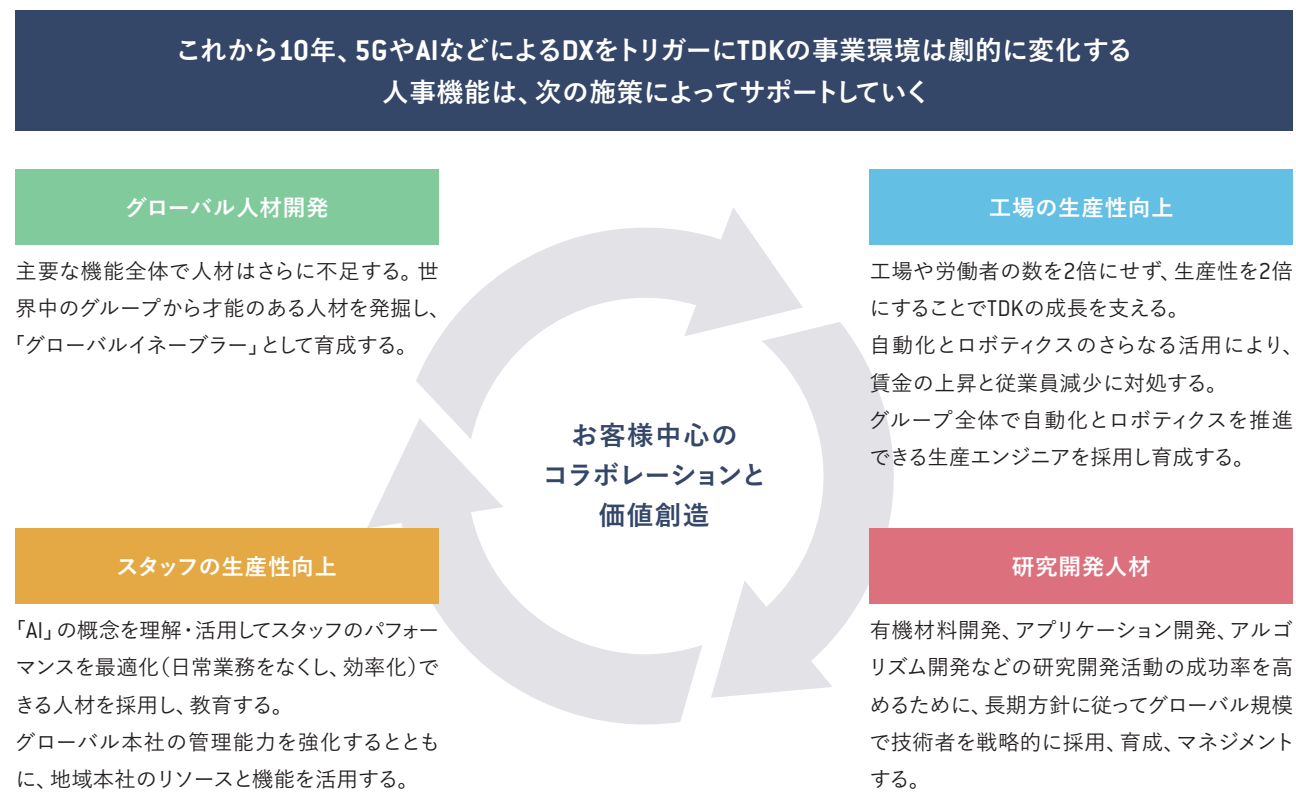 これから10年、5GやAIなどによるDXをトリガーにTDKの事業環境は劇的に変化する
人事機能は、次の施策によってサポートしていく
グローバル人材開発
主要な機能全体で人材はさらに不足する。世
界中のグループから才能のある人材を発掘し、
「グローバルイネーブラー」として育成する。
工場の生産性向上
工場や労働者の数を2倍にせず、生産性を2倍
にすることでTDKの成長を支える。
自動化とロボティクスのさらなる活用により、
賃金の上昇と従業員減少に対処する。
グループ全体で自動化とロボティクスを推進
できる生産エンジニアを採用し育成する。
お客様中心の
コラボレーションと
価値創造
スタッフの生産性向上
「AI」の概念を理解・活用してスタッフのパフォー
マンスを最適化(日常業務をなくし、効率化)で
きる人材を採用し、教育する。
グローバル本社の管理能力を強化するととも
に、地域本社のリソースと機能を活用する。
研究開発人材
有機材料開発、アプリケーション開発、アルゴ
リズム開発などの研究開発活動の成功率を高
めるために、長期方針に従ってグローバル規模
で技術者を戦略的に採用、育成、マネジメント
する。